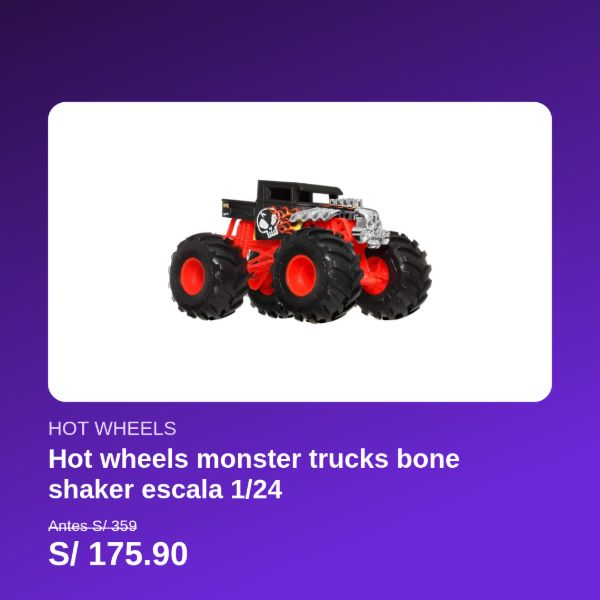 HOT WHEELS
Hot wheels monster trucks bone
shaker escala 1/24
Antes S/ 359
S/ 175.90